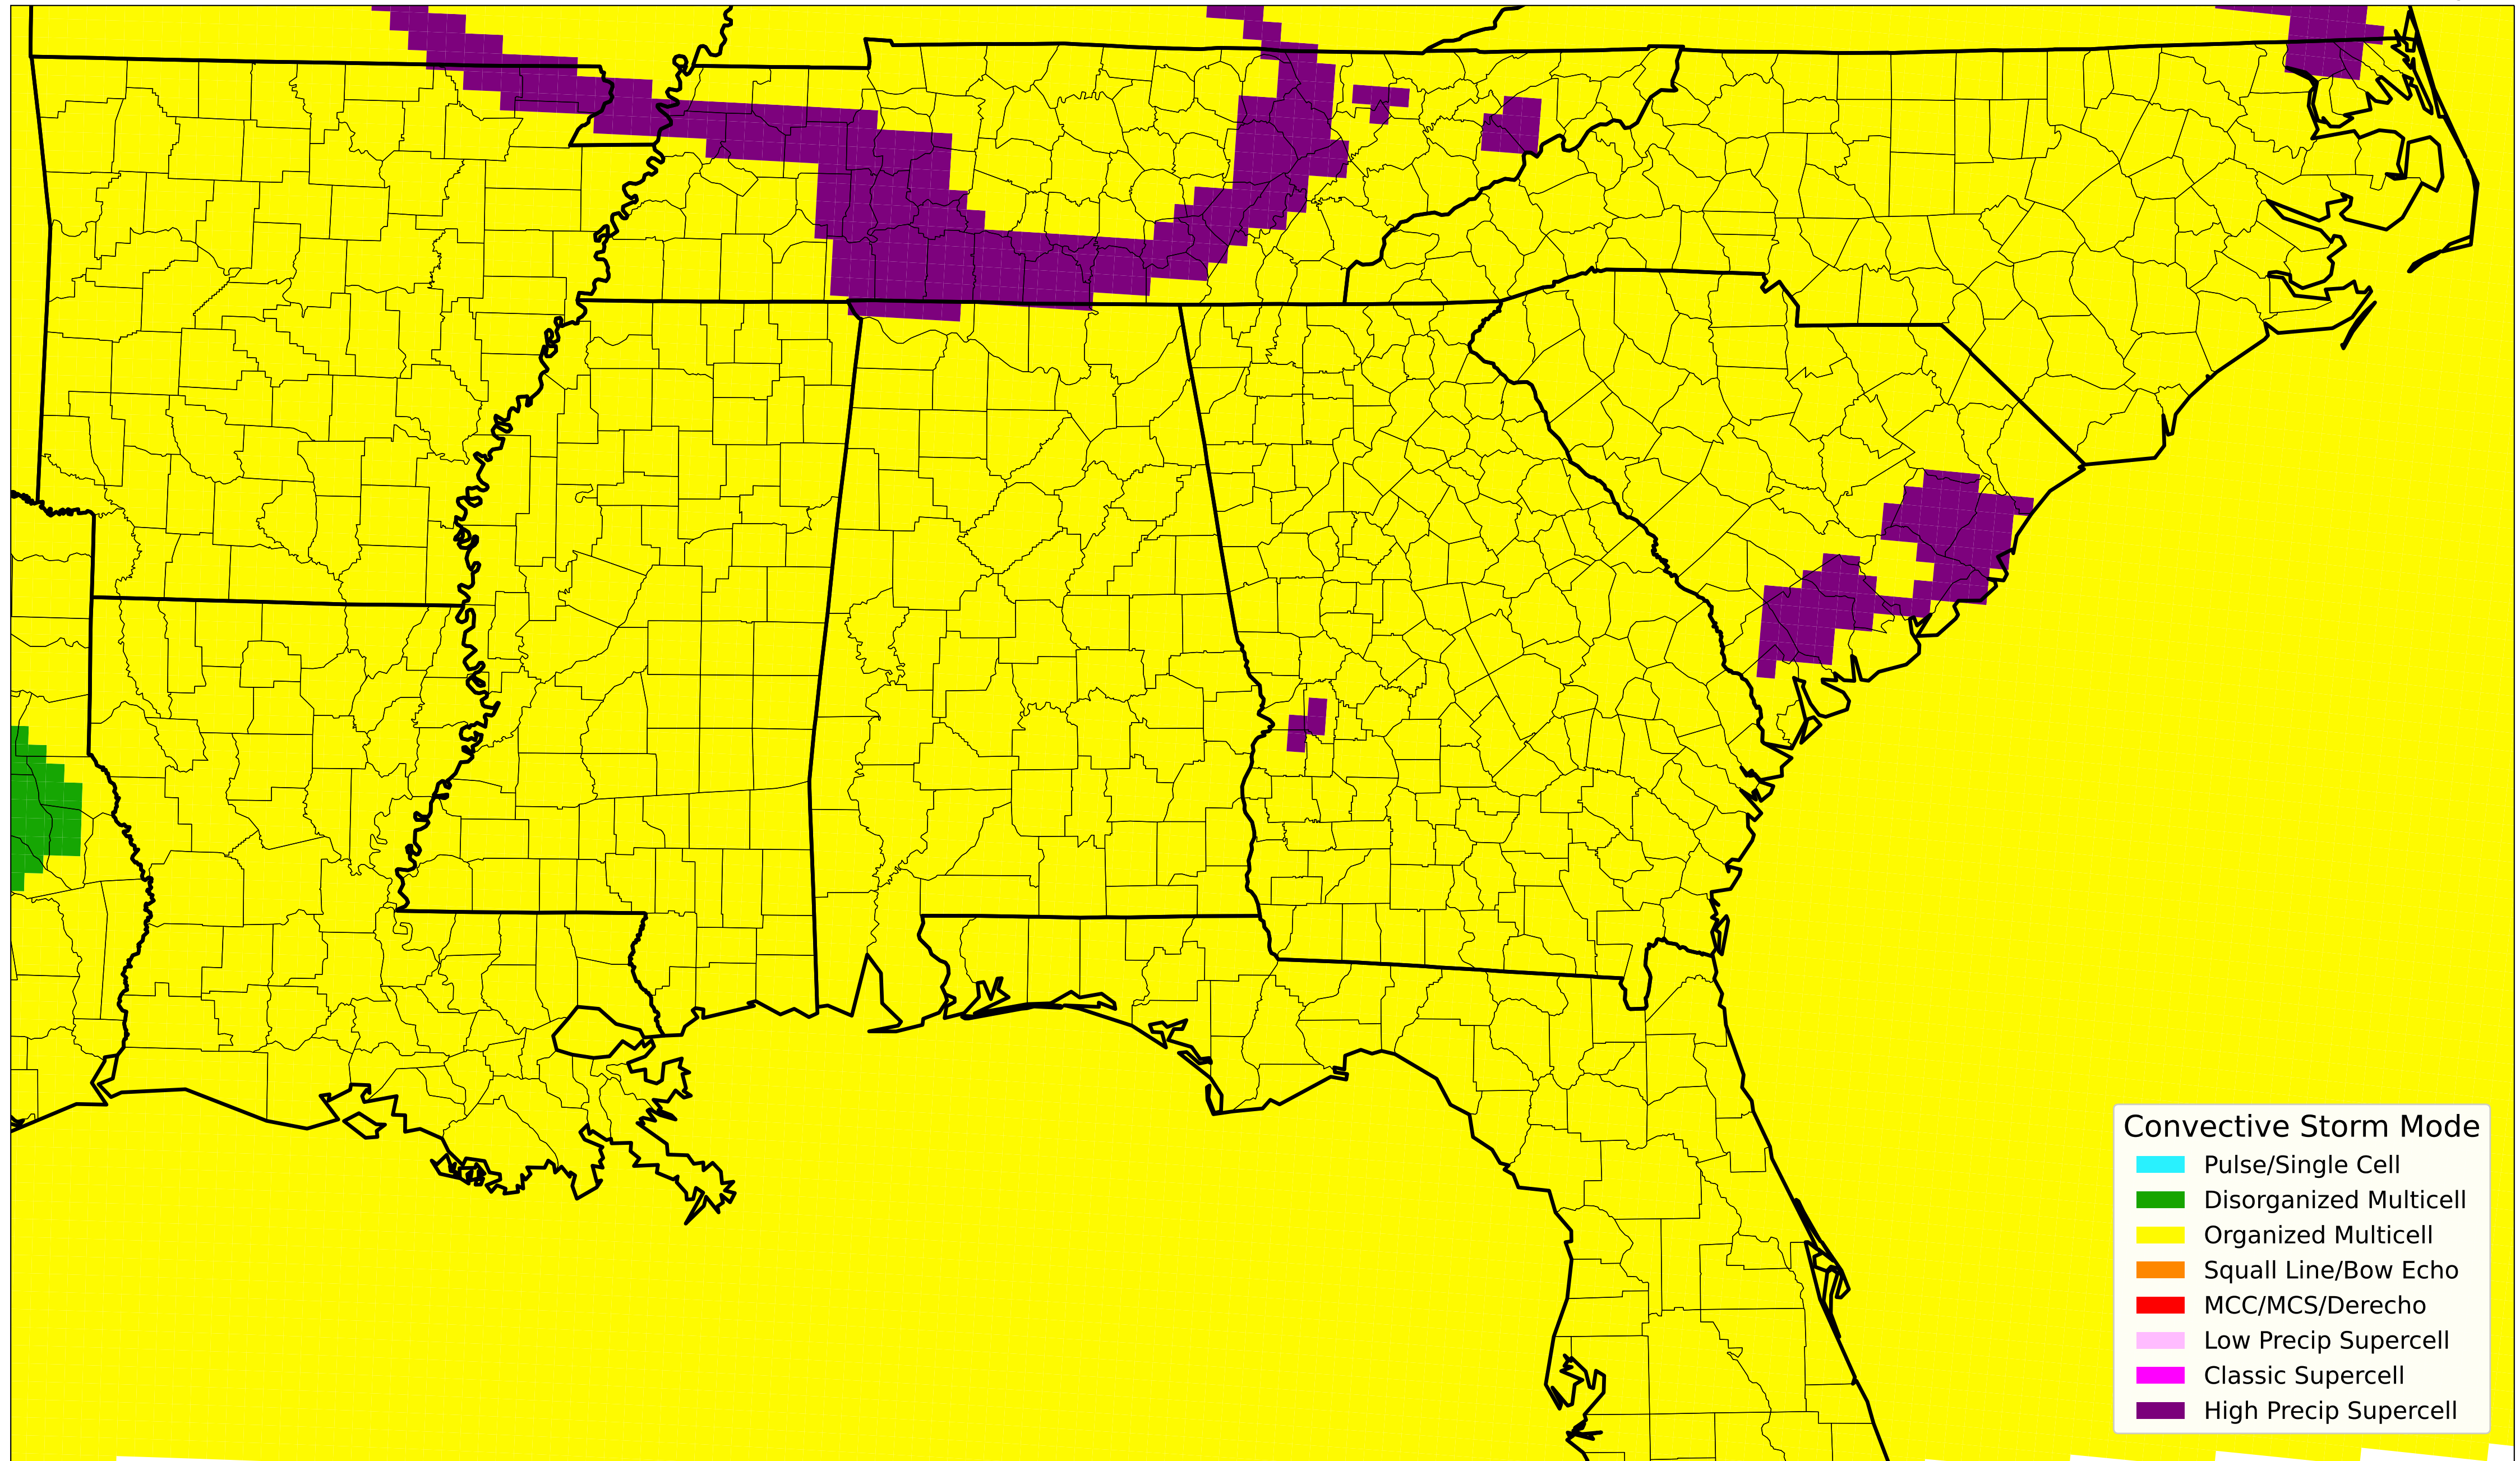 Convective Storm Mode
Pulse/Single Cell
Disorganized Multicell
Organized Multicell
Squall Line/Bow Echo
MCC/MCS/Derecho
Low Precip Supercell
Classic Supercell
High Precip Supercell